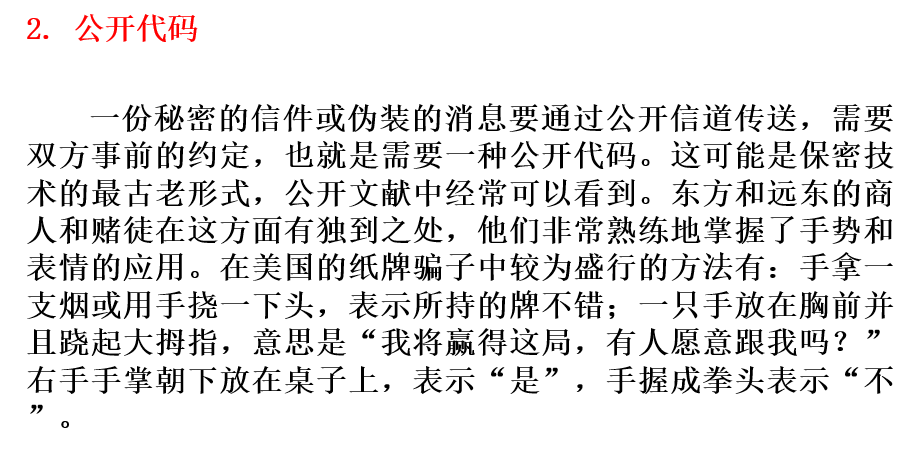 2. 公开代码
一份秘密的信件或伪装的消息要通过公开信道传送，需要
双方事前的约定，也就是需要一种公开代码。这可能是保密技
术的最古老形式，公开文献中经常可以看到。东方和远东的商
人和赌徒在这方面有独到之处，他们非常熟练地掌握了手势和
表情的应用。在美国的纸牌骗子中较为盛行的方法有：手拿一
支烟或用手挠一下头，表示所持的牌不错；一只手放在胸前并
且跷起大拇指，意思是“我将赢得这局，有人愿意跟我吗？”
右手手掌朝下放在桌子上，表示“是”，手握成拳头表示“不
”。